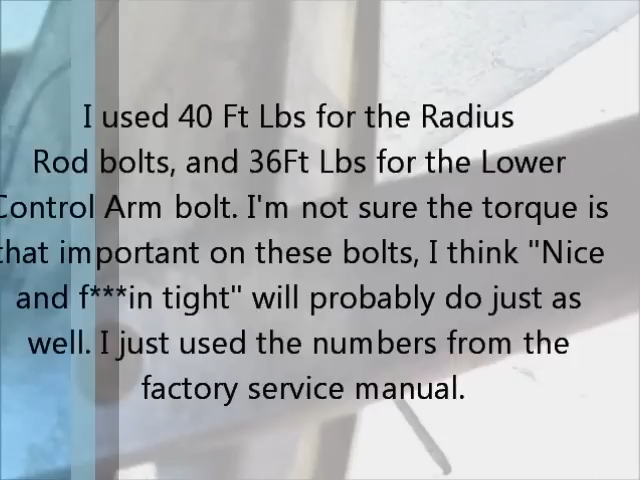 I used 40 Ft Lbs for the Radius
Rod bolts, and 36Ft Lbs for the Lower
Control Arm bolt. I'm not sure the torque is
that important on these bolts, I think "Nice
and f***in tight" will probably do just as
well. I just used the numbers from the
factory service manual.